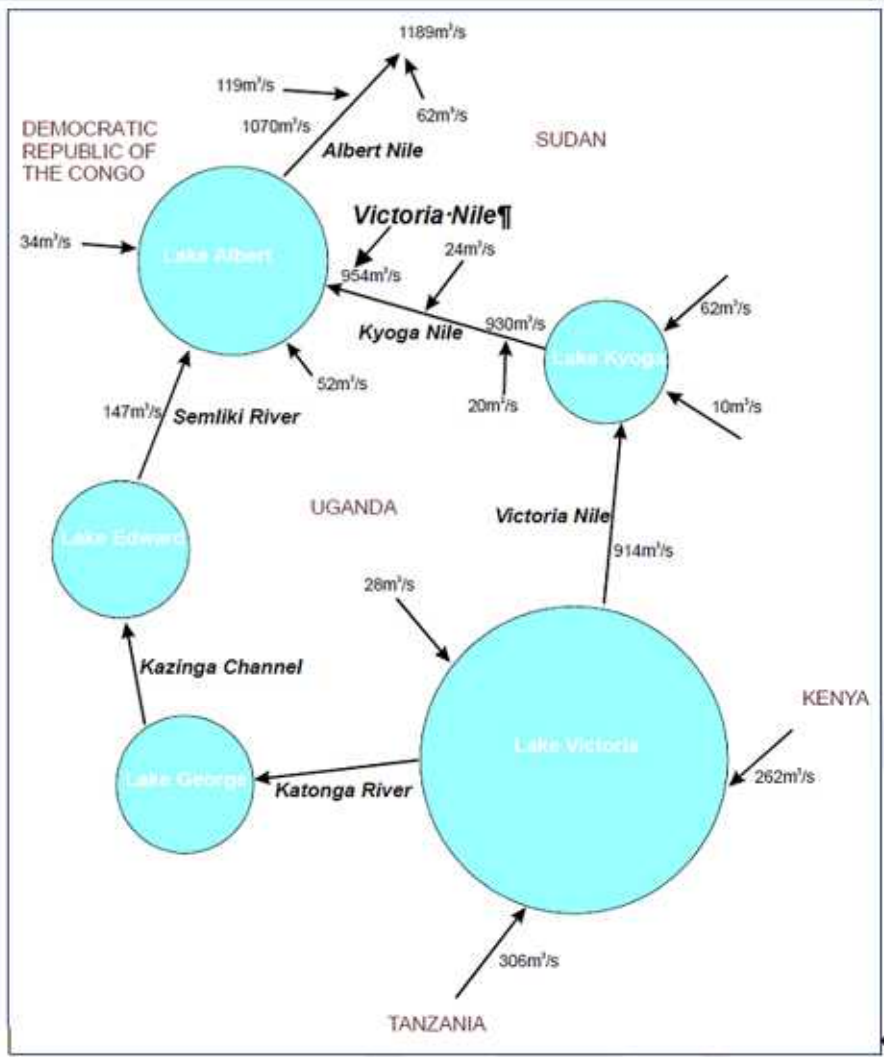 1189m³/s
119m³/s
62m³/s
1070m³/s
DEMOCRATIC
REPUBLIC OF
THE CONGO
Albert Nile
SUDAN
Victoria·Nile¶
34m³/s
Lake Albert
24m³/s
954m³/s
62m³/s
Kyoga Nile
930m³/s
Lake Kyoga
52m³/s
20m³/s
10m³/s
147m³/s
Semliki River
UGANDA
Victoria Nile
Lake Edward
914m³/s
28m³/s
Kazinga Channel
KENYA
Lake Victoria
Lake George
Katonga River
262m³/s
306m³/s
TANZANIA